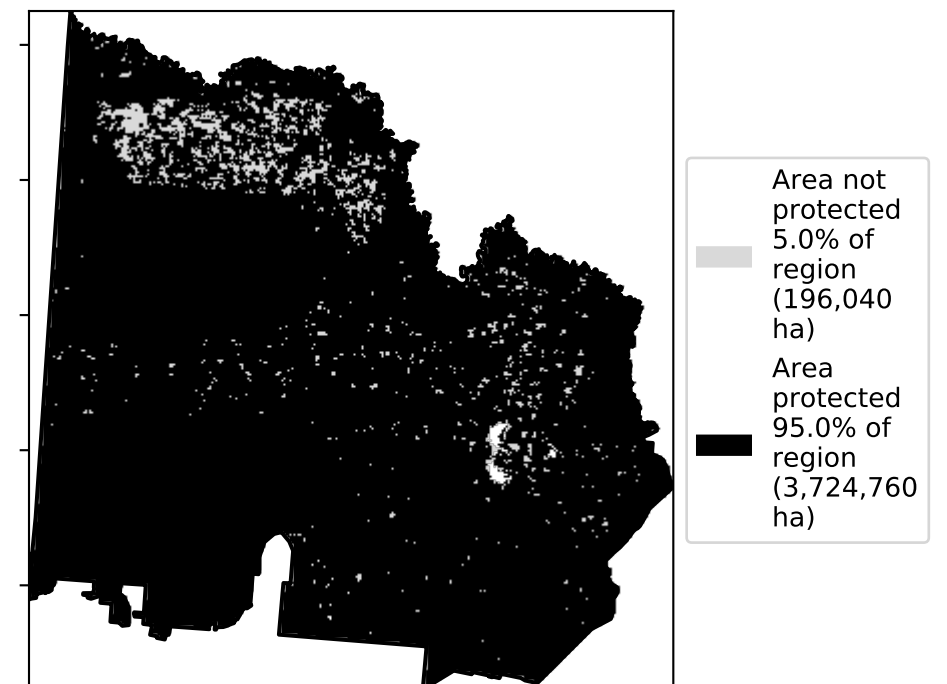 Area not
protected
5.0% of
region
(196,040
ha)
Area
protected
95.0% of
region
(3,724,760
ha)